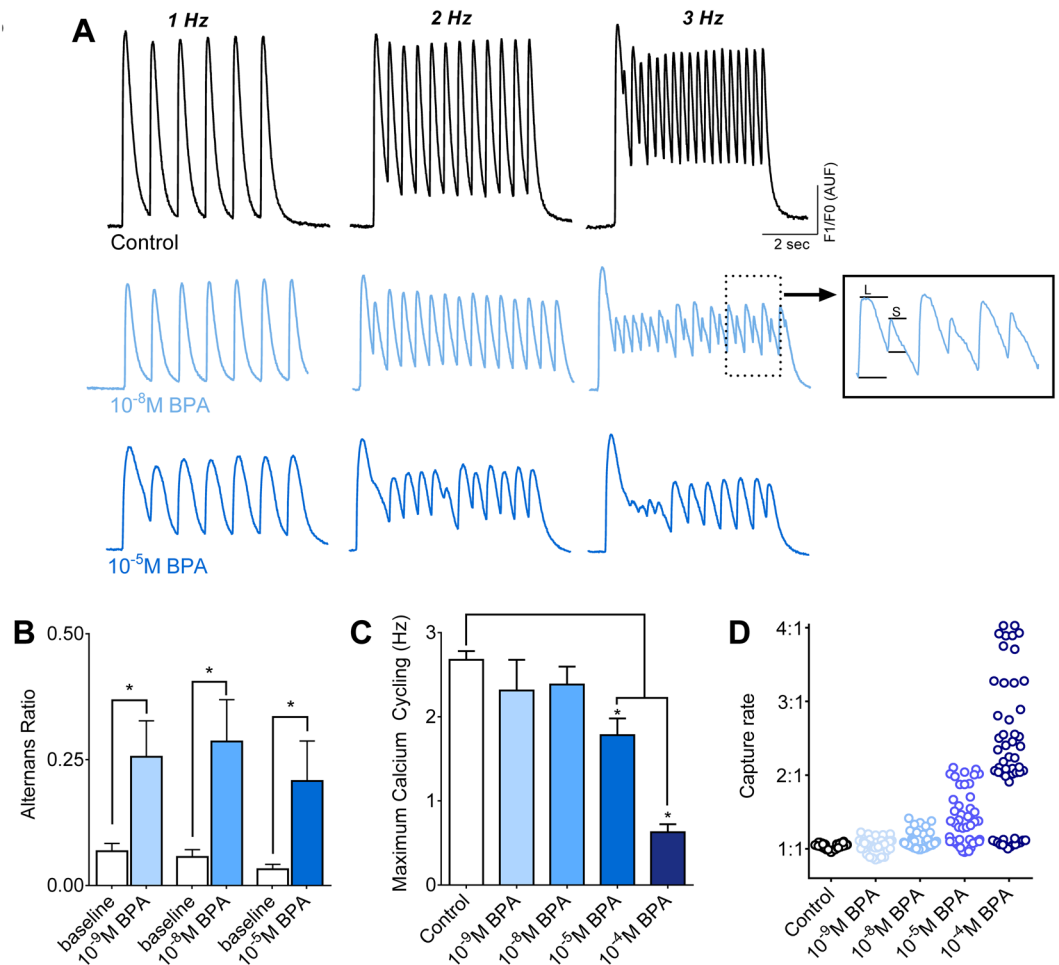 A
1 Hz
2 Hz
3 Hz
F1/F0 (AUF)
2 sec
Control
L
S
10⁻⁸M BPA
10⁻⁵M BPA
B
Alternans Ratio
0.50
0.25
0.00
*
*
*
baseline
10⁻⁹M BPA
baseline
10⁻⁸M BPA
baseline
10⁻⁵M BPA
C
Maximum Calcium Cycling (Hz)
3
2
1
0
*
*
Control
10⁻⁹M BPA
10⁻⁸M BPA
10⁻⁵M BPA
10⁻⁴M BPA
D
Capture rate
4:1
3:1
2:1
1:1
Control
10⁻⁹M BPA
10⁻⁸M BPA
10⁻⁵M BPA
10⁻⁴M BPA